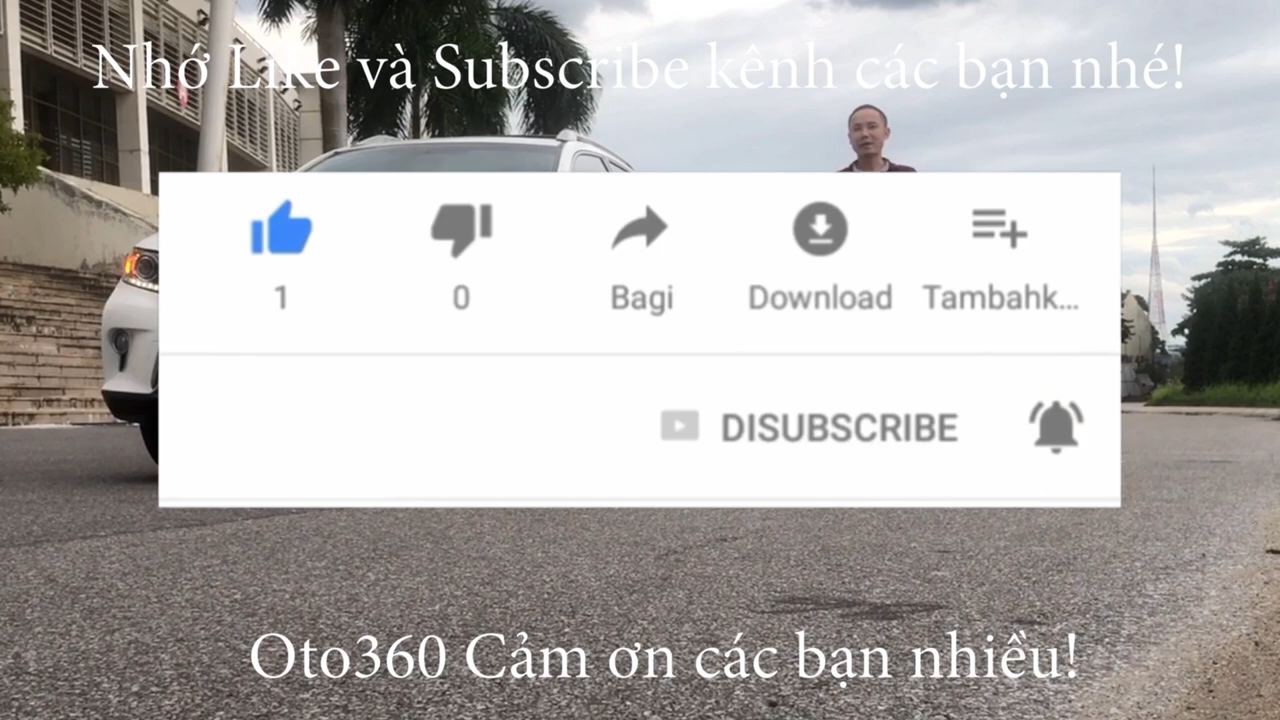 Nhớ Like và Subscribe kênh các bạn nhé!
1 0 Bagi Download Tambahk...
DISUBSCRIBE
Oto360 Cảm ơn các bạn nhiều!